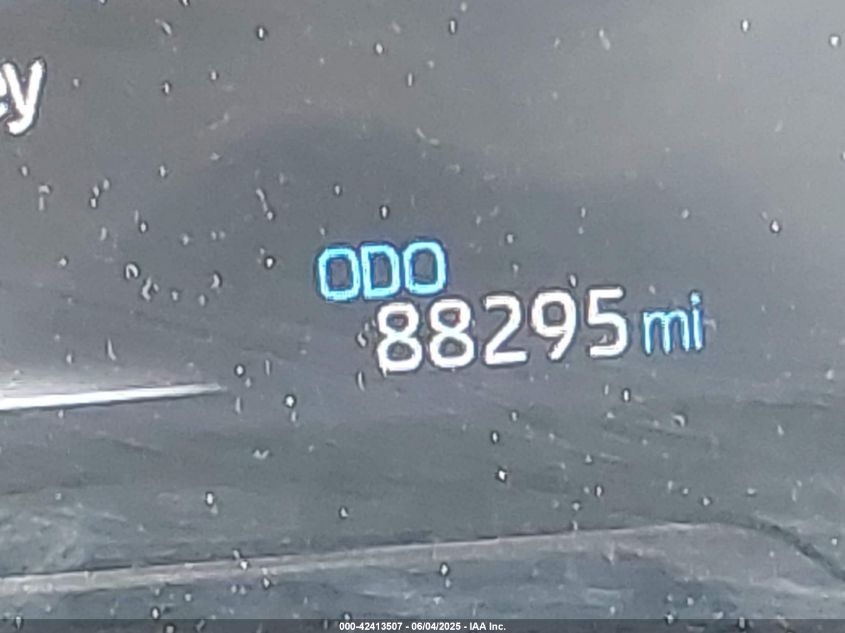 ey
ODO
88295 mi
000-42413507 - 06/04/2025 - IAA Inc.